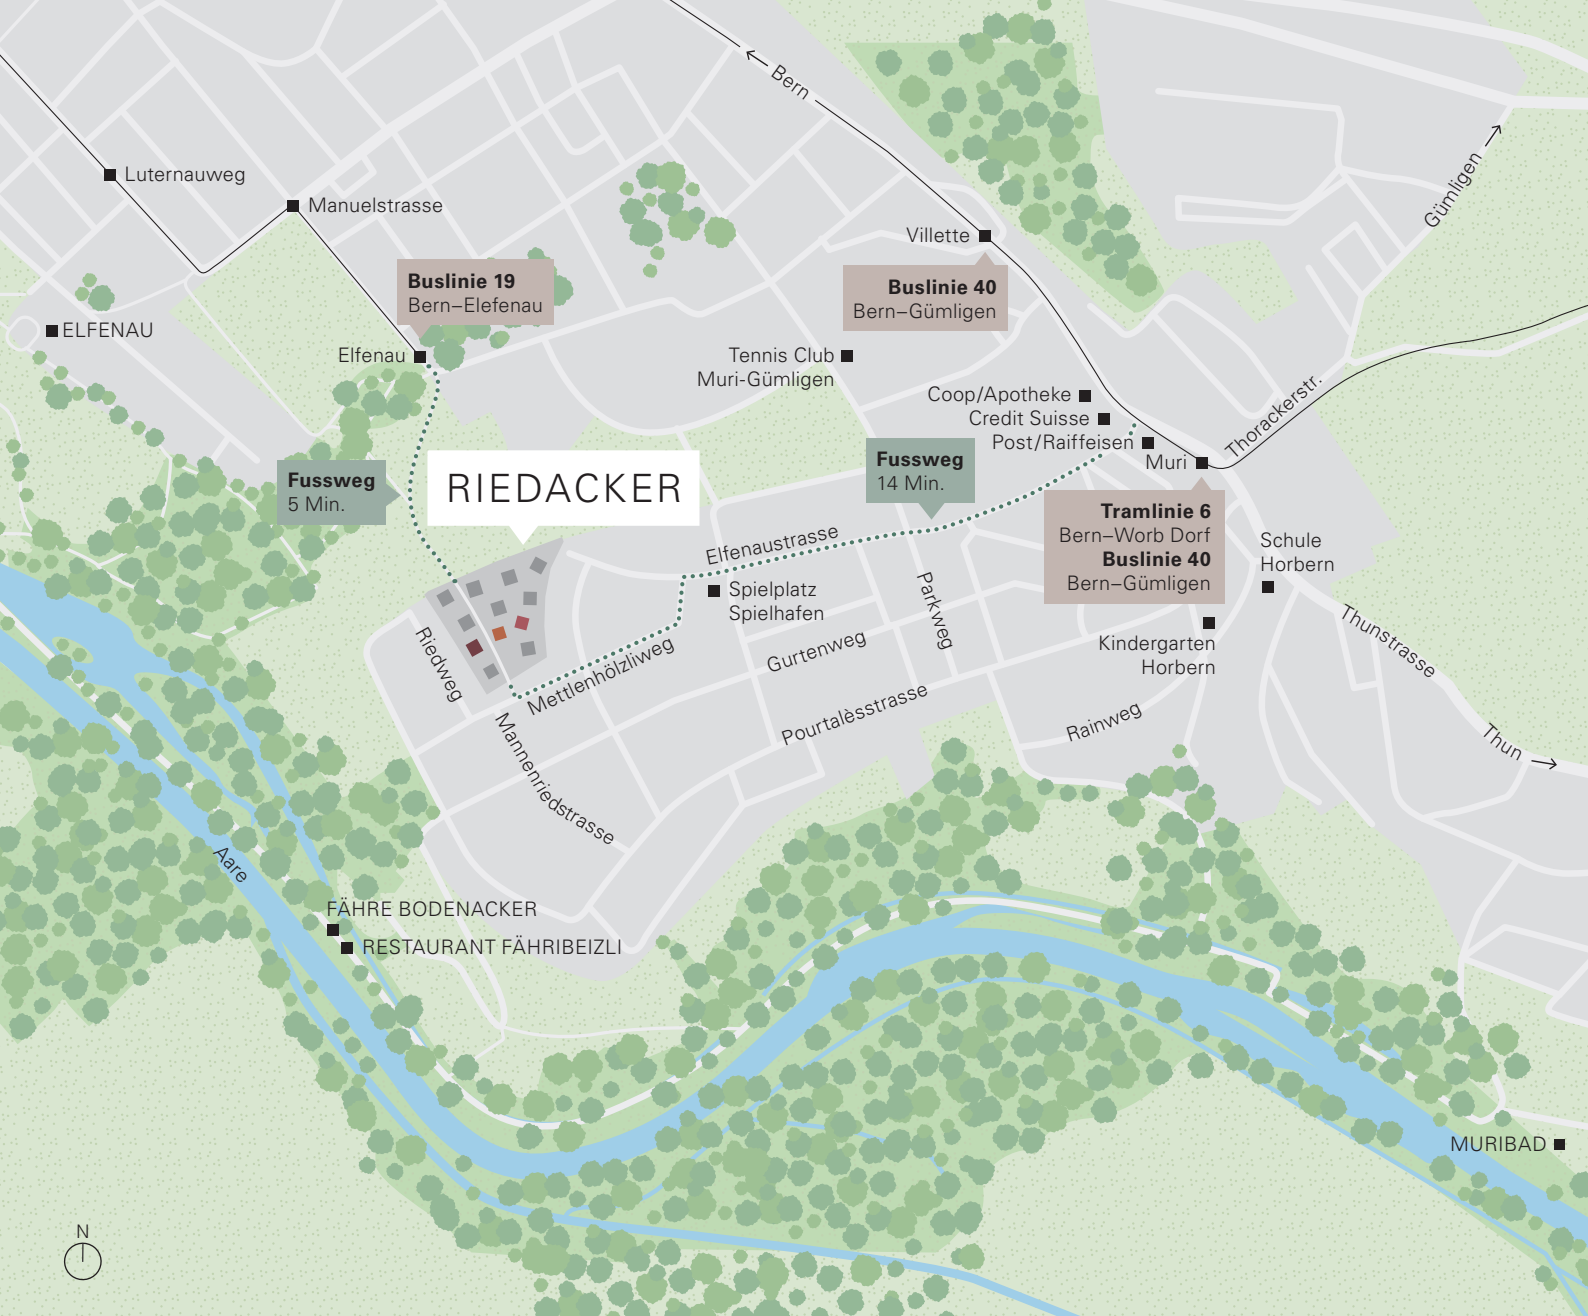 Bern
Luternauweg
Manuelstrasse
Gümligen
Villette
Buslinie 19
Bern–Elefenau
Buslinie 40
Bern–Gümligen
ELFENAU
Elfenau
Tennis Club
Muri-Gümligen
Coop/Apotheke
Credit Suisse
Post/Raiffeisen
Muri
Thorackerstr.
Fussweg
5 Min.
RIEDACKER
Fussweg
14 Min.
Tramlinie 6
Bern–Worb Dorf
Buslinie 40
Bern–Gümligen
Schule
Horbern
Elfenaustrasse
Spielplatz
Spielhafen
Parkweg
Gurtenweg
Kindergarten
Horbern
Thunstrasse
Riedweg
Mettlenhölzliweg
Pourtalèsstrasse
Rainweg
Thun
Mannenriedstrasse
Aare
FÄHRE BODENACKER
RESTAURANT FÄHRIBEIZLI
MURIBAD
N